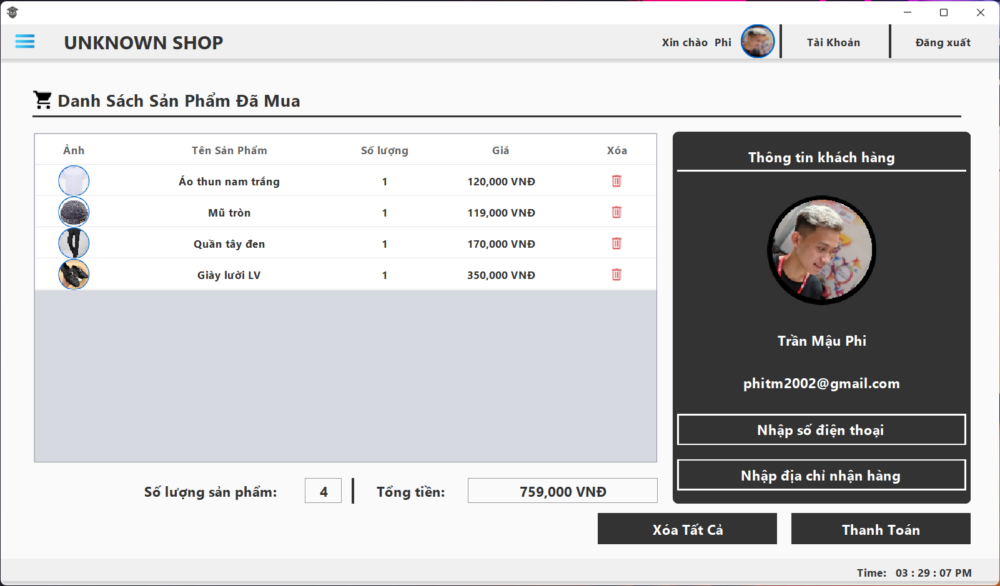 UNKNOWN SHOP
Xin chào Phi
Tài Khoản
Đăng xuất
Danh Sách Sản Phẩm Đã Mua
Ảnh Tên Sản Phẩm Số lượng Giá Xóa
Áo thun nam trắng 1 120,000 VNĐ
Mũ tròn 1 119,000 VNĐ
Quần tây đen 1 170,000 VNĐ
Giày lười LV 1 350,000 VNĐ
Số lượng sản phẩm: 4 Tổng tiền: 759,000 VNĐ
Thông tin khách hàng
Trần Mậu Phi
phitm2002@gmail.com
Nhập số điện thoại
Nhập địa chỉ nhận hàng
Xóa Tất Cả
Thanh Toán
Time: 03 : 29 : 07 PM